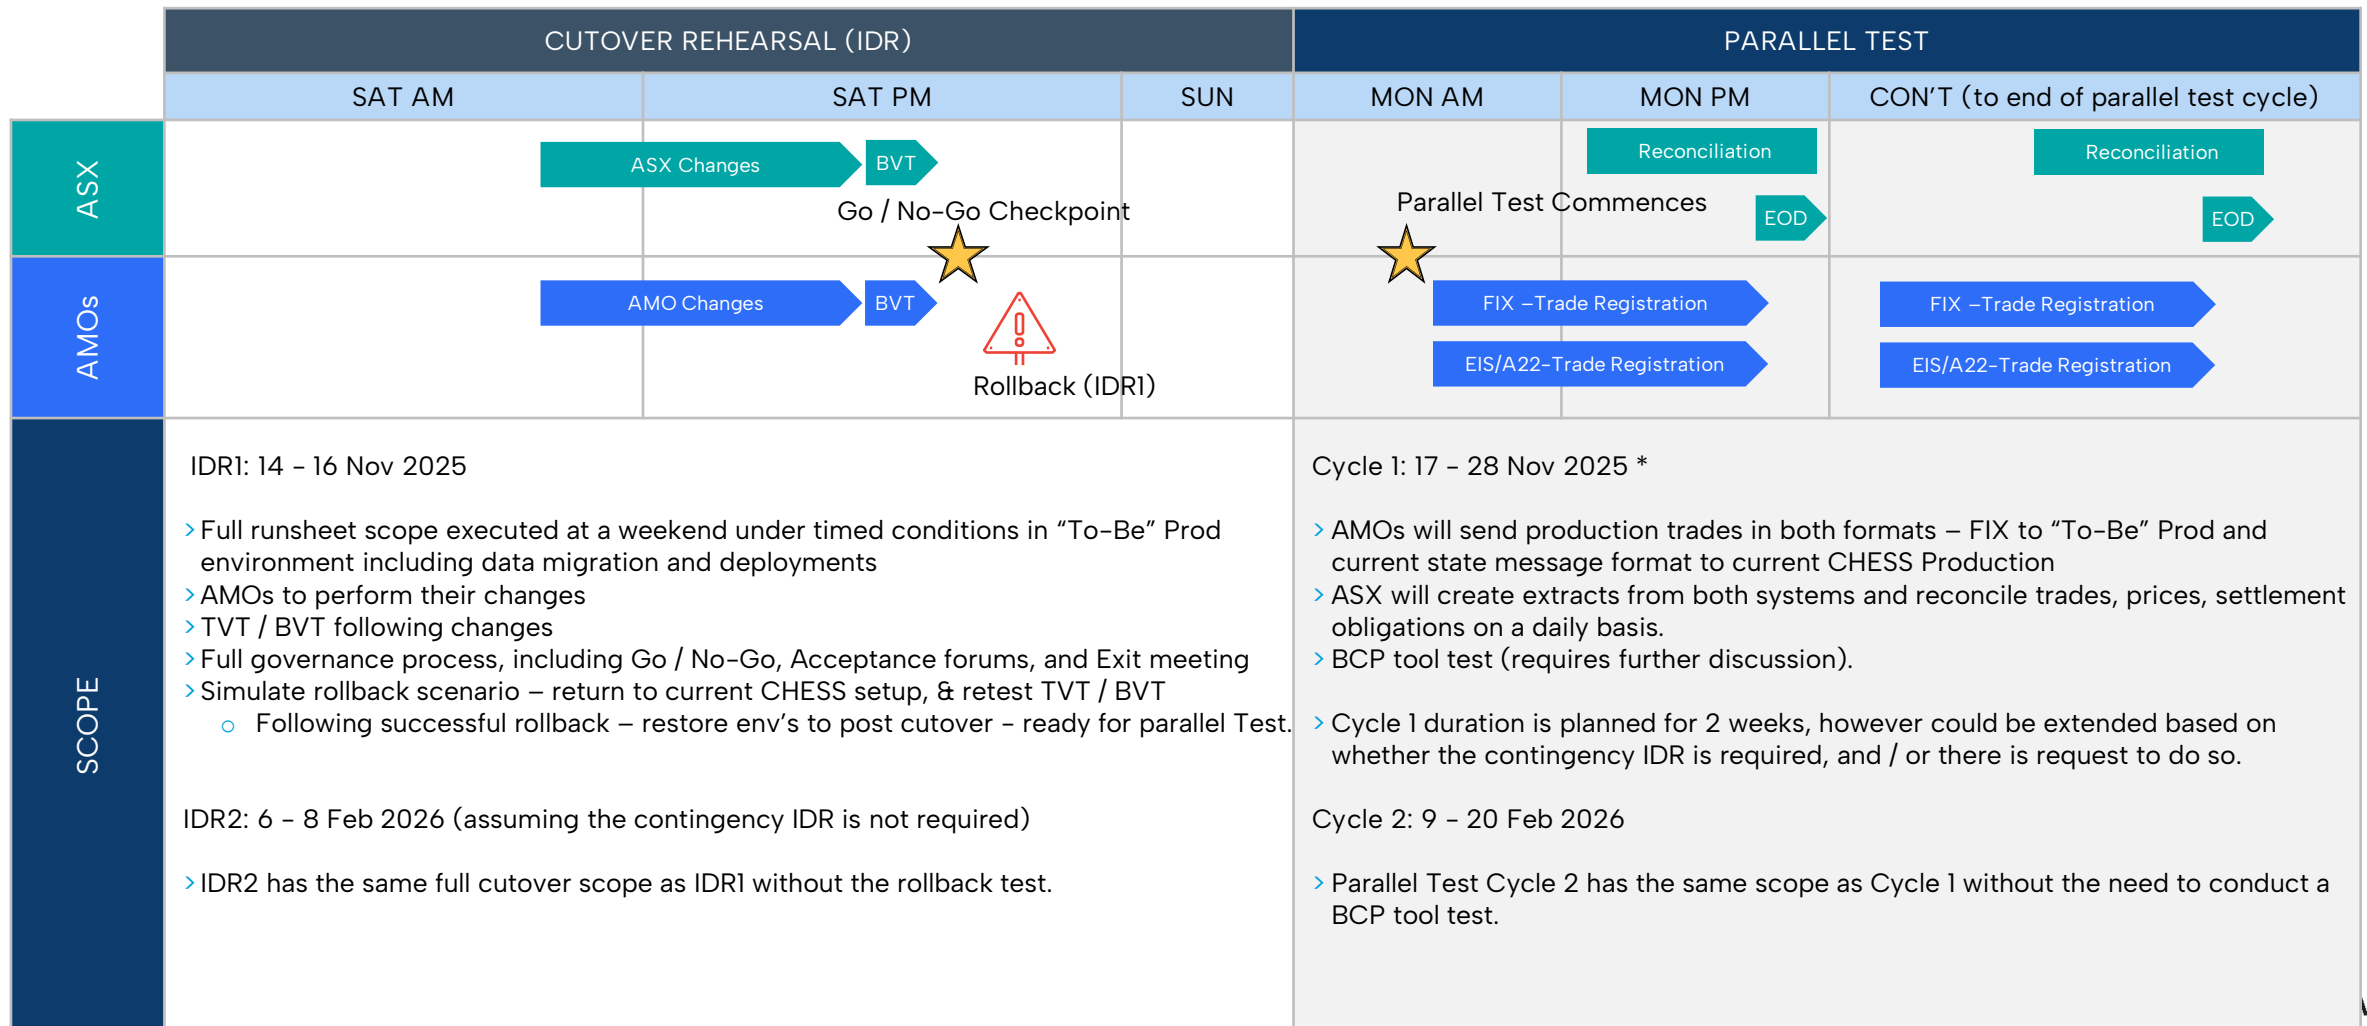 CUTOVER REHEARSAL (IDR)
PARALLEL TEST
SAT AM
SAT PM
SUN
MON AM
MON PM
CON'T (to end of parallel test cycle)
ASX
ASX Changes
BVT
Go / No-Go Checkpoint
Parallel Test Commences
Reconciliation
EOD
Reconciliation
EOD
AMOs
AMO Changes
BVT
Rollback (IDR1)
FIX –Trade Registration
EIS/A22-Trade Registration
FIX –Trade Registration
EIS/A22-Trade Registration
SCOPE
IDR1: 14 - 16 Nov 2025
> Full runsheet scope executed at a weekend under timed conditions in “To-Be” Prod
environment including data migration and deployments
> AMOs to perform their changes
> TVT / BVT following changes
> Full governance process, including Go / No-Go, Acceptance forums, and Exit meeting
> Simulate rollback scenario – return to current CHESS setup, & retest TVT / BVT
o Following successful rollback – restore env's to post cutover - ready for parallel Test.
IDR2: 6 - 8 Feb 2026 (assuming the contingency IDR is not required)
> IDR2 has the same full cutover scope as IDR1 without the rollback test.
Cycle 1: 17 - 28 Nov 2025 *
> AMOs will send production trades in both formats – FIX to “To-Be” Prod and
current state message format to current CHESS Production
> ASX will create extracts from both systems and reconcile trades, prices, settlement
obligations on a daily basis.
> BCP tool test (requires further discussion).
> Cycle 1 duration is planned for 2 weeks, however could be extended based on
whether the contingency IDR is required, and / or there is request to do so.
Cycle 2: 9 - 20 Feb 2026
> Parallel Test Cycle 2 has the same scope as Cycle 1 without the need to conduct a
BCP tool test.